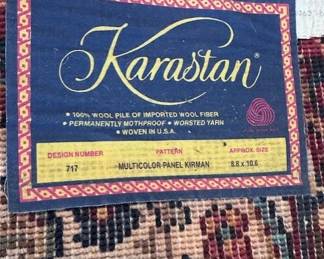 Karastan
• 100% WOOL PILE OF IMPORTED WOOL FIBER
• PERMANENTLY MOTHPROOF • WORSTED YARN
• WOVEN IN U.S.A.
DESIGN NUMBER PATTERN APPROX. SIZE
717 MULTICOLOR PANEL KIRMAN 8.8 x 10.6